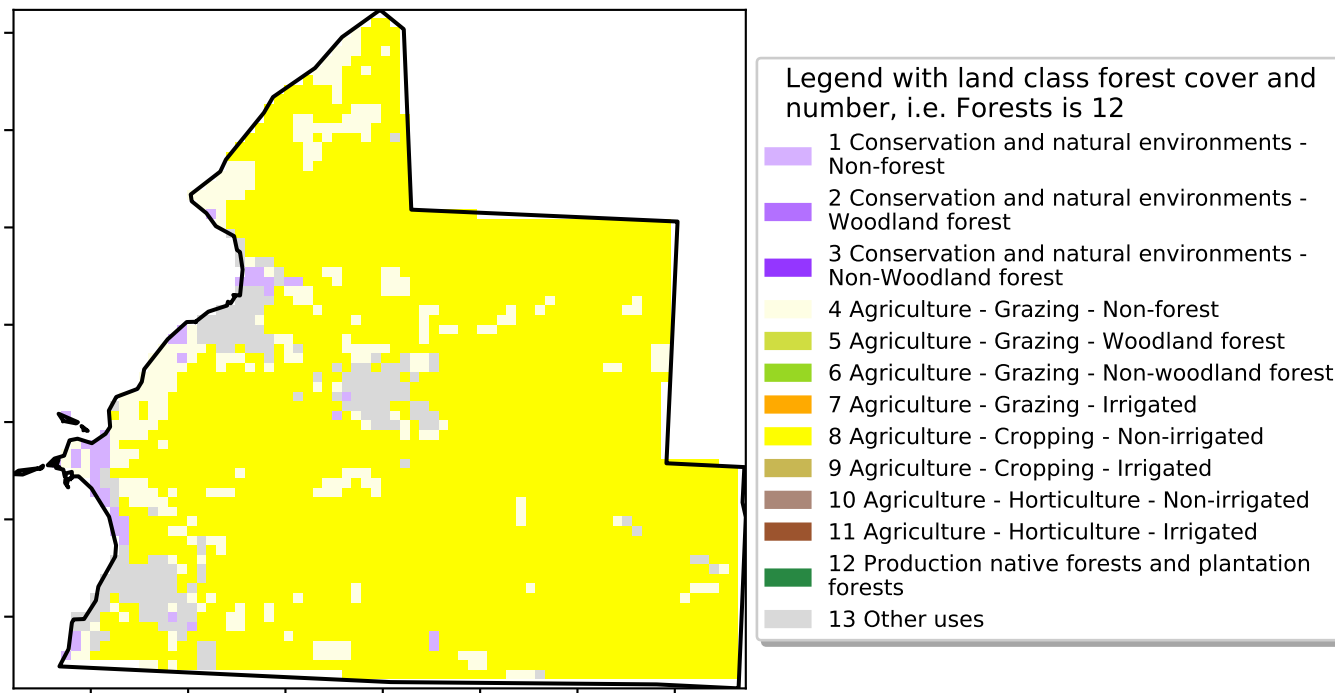 Legend with land class forest cover and
number, i.e. Forests is 12
1 Conservation and natural environments -
Non-forest
2 Conservation and natural environments -
Woodland forest
3 Conservation and natural environments -
Non-Woodland forest
4 Agriculture - Grazing - Non-forest
5 Agriculture - Grazing - Woodland forest
6 Agriculture - Grazing - Non-woodland forest
7 Agriculture - Grazing - Irrigated
8 Agriculture - Cropping - Non-irrigated
9 Agriculture - Cropping - Irrigated
10 Agriculture - Horticulture - Non-irrigated
11 Agriculture - Horticulture - Irrigated
12 Production native forests and plantation
forests
13 Other uses